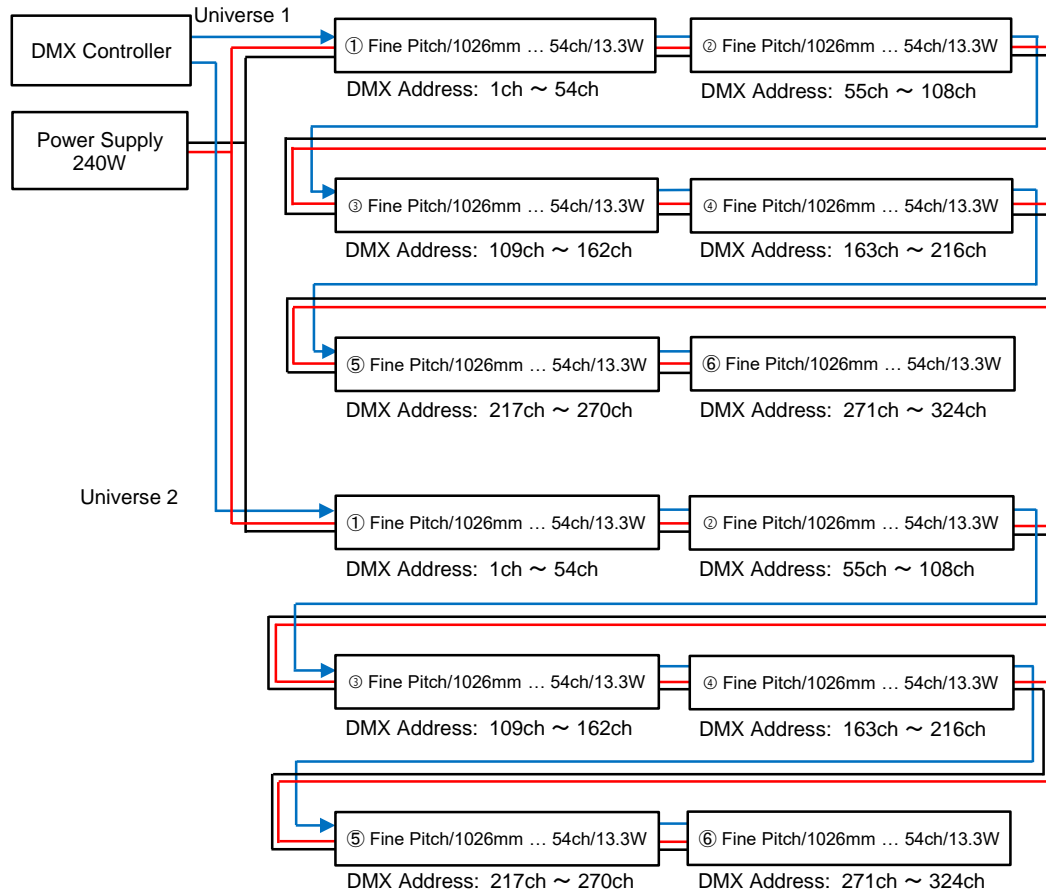 Universe 1
DMX Controller
① Fine Pitch/1026mm … 54ch/13.3W
② Fine Pitch/1026mm … 54ch/13.3W
DMX Address: 1ch ～ 54ch
DMX Address: 55ch ～ 108ch
Power Supply
240W
③ Fine Pitch/1026mm … 54ch/13.3W
④ Fine Pitch/1026mm … 54ch/13.3W
DMX Address: 109ch ～ 162ch
DMX Address: 163ch ～ 216ch
⑤ Fine Pitch/1026mm … 54ch/13.3W
⑥ Fine Pitch/1026mm … 54ch/13.3W
DMX Address: 217ch ～ 270ch
DMX Address: 271ch ～ 324ch
Universe 2
① Fine Pitch/1026mm … 54ch/13.3W
② Fine Pitch/1026mm … 54ch/13.3W
DMX Address: 1ch ～ 54ch
DMX Address: 55ch ～ 108ch
③ Fine Pitch/1026mm … 54ch/13.3W
④ Fine Pitch/1026mm … 54ch/13.3W
DMX Address: 109ch ～ 162ch
DMX Address: 163ch ～ 216ch
⑤ Fine Pitch/1026mm … 54ch/13.3W
⑥ Fine Pitch/1026mm … 54ch/13.3W
DMX Address: 217ch ～ 270ch
DMX Address: 271ch ～ 324ch